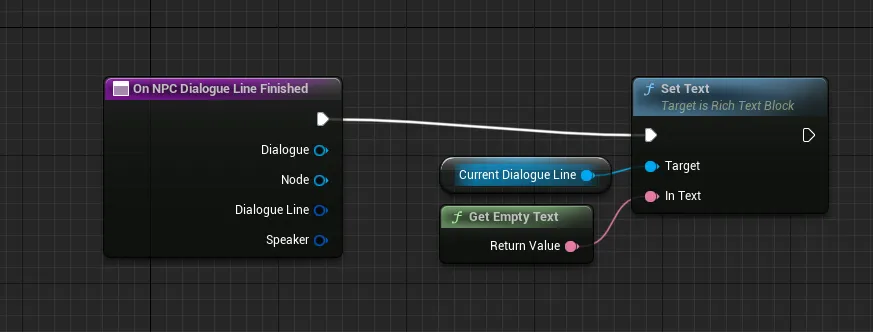 On NPC Dialogue Line Finished
Dialogue
Node
Dialogue Line
Speaker
Current Dialogue Line
f Get Empty Text
Return Value
f Set Text
Target is Rich Text Block
Target
In Text